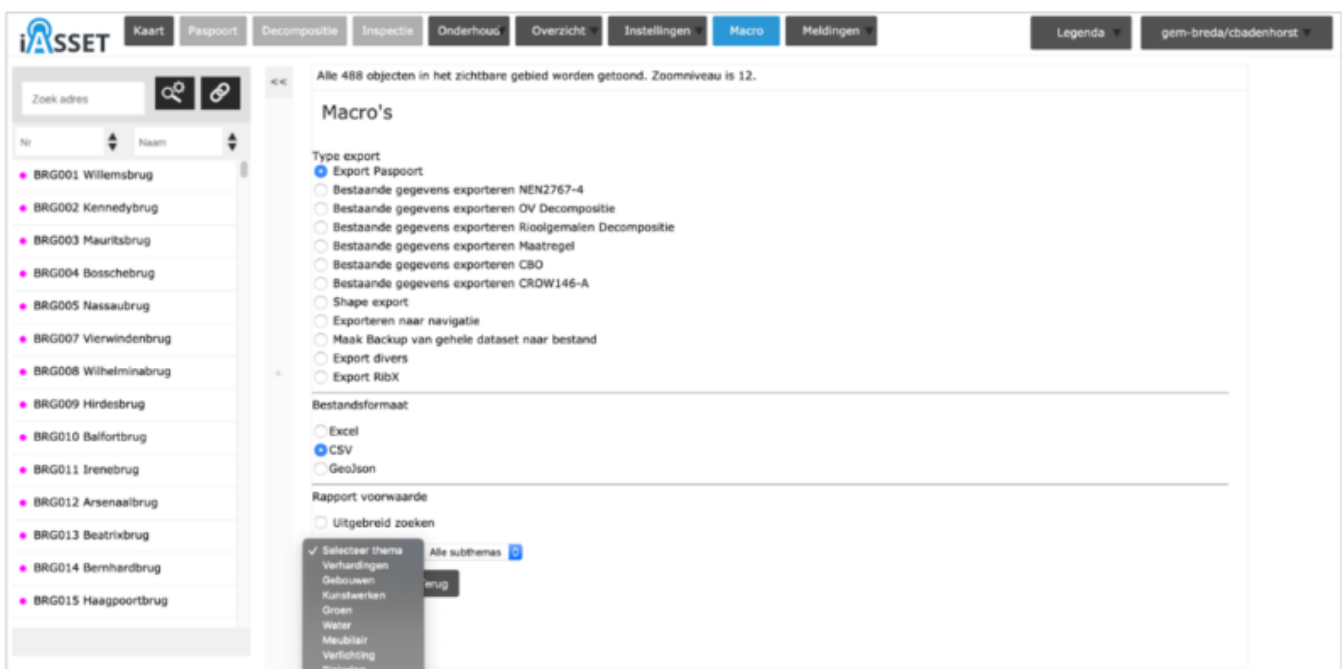 iASSET
Kaart Paspoort Decompositie Inspectie Onderhoud Overzicht Instellingen Macro Meldingen Legenda gem-breda/cbadenhorst
Zoek adres
Nr Naam
BRG001 Willemsbrug
BRG002 Kennedybrug
BRG003 Mauritsbrug
BRG004 Bosschebrug
BRG005 Nassaubrug
BRG007 Vierwindenbrug
BRG008 Wilhelminabrug
BRG009 Hirdesbrug
BRG010 Balfortbrug
BRG011 Irenebrug
BRG012 Arsenaalbrug
BRG013 Beatrixbrug
BRG014 Bernhardbrug
BRG015 Haagpoortbrug
<<
Alle 488 objecten in het zichtbare gebied worden getoond. Zoomniveau is 12.
Macro's
Type export
Export Paspoort
Bestaande gegevens exporteren NEN2767-4
Bestaande gegevens exporteren OV Decompositie
Bestaande gegevens exporteren Rioolgemalen Decompositie
Bestaande gegevens exporteren Maatregel
Bestaande gegevens exporteren CBO
Bestaande gegevens exporteren CROW146-A
Shape export
Exporteren naar navigatie
Maak Backup van gehele dataset naar bestand
Export divers
Export RibX
Bestandsformaat
Excel
CSV
GeoJson
Rapport voorwaarde
Uitgebreid zoeken
✓ Selecteer thema Alle subthemas
Verhardingen
Gebouwen
Terug
Kunstwerken
Groen
Water
Meubilair
Verlichting